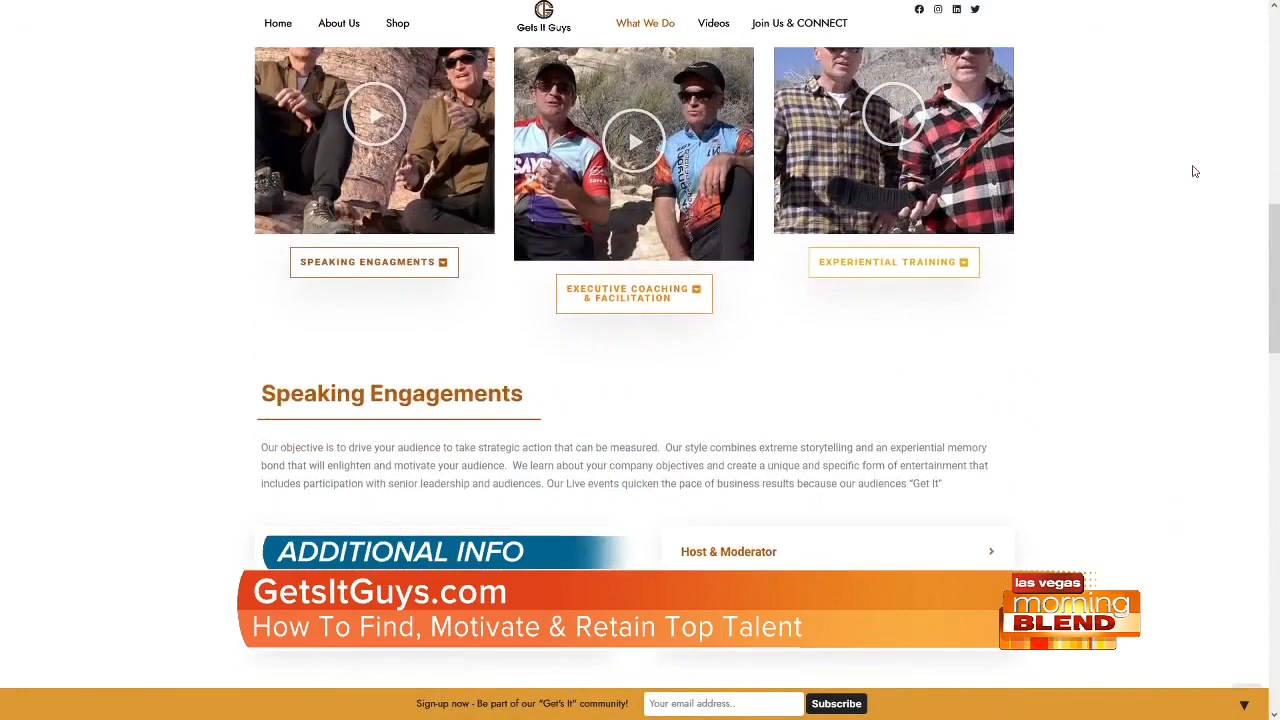 Home About Us Shop Gets It Guys What We Do Videos Join Us & CONNECT
SPEAKING ENGAGMENTS
EXECUTIVE COACHING
& FACILITATION
EXPERIENTIAL TRAINING
Speaking Engagements
Our objective is to drive your audience to take strategic action that can be measured. Our style combines extreme storytelling and an experiential memory
bond that will enlighten and motivate your audience. We learn about your company objectives and create a unique and specific form of entertainment that
includes participation with senior leadership and audiences. Our Live events quicken the pace of business results because our audiences “Get It”
Host & Moderator
ADDITIONAL INFO
GetsItGuys.com
How To Find, Motivate & Retain Top Talent
las vegas
morning
BLEND
Sign-up now - Be part of our "Get's It" community! Your email address.. Subscribe